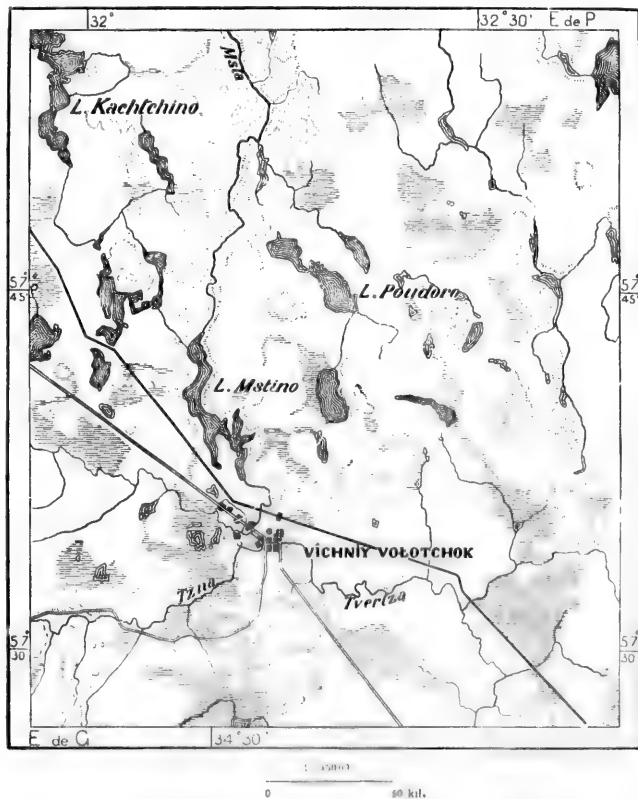 32° 32°30' E de P.
Msta
L. Kachtchino
57° 45'
57° 45'
L. Poudoro
L. Mstino
VICHNIY VOLOTCHOK
Tzna
Tvertza
57° 30'
57° 30'
E de G 34°30'
0 50 kil.